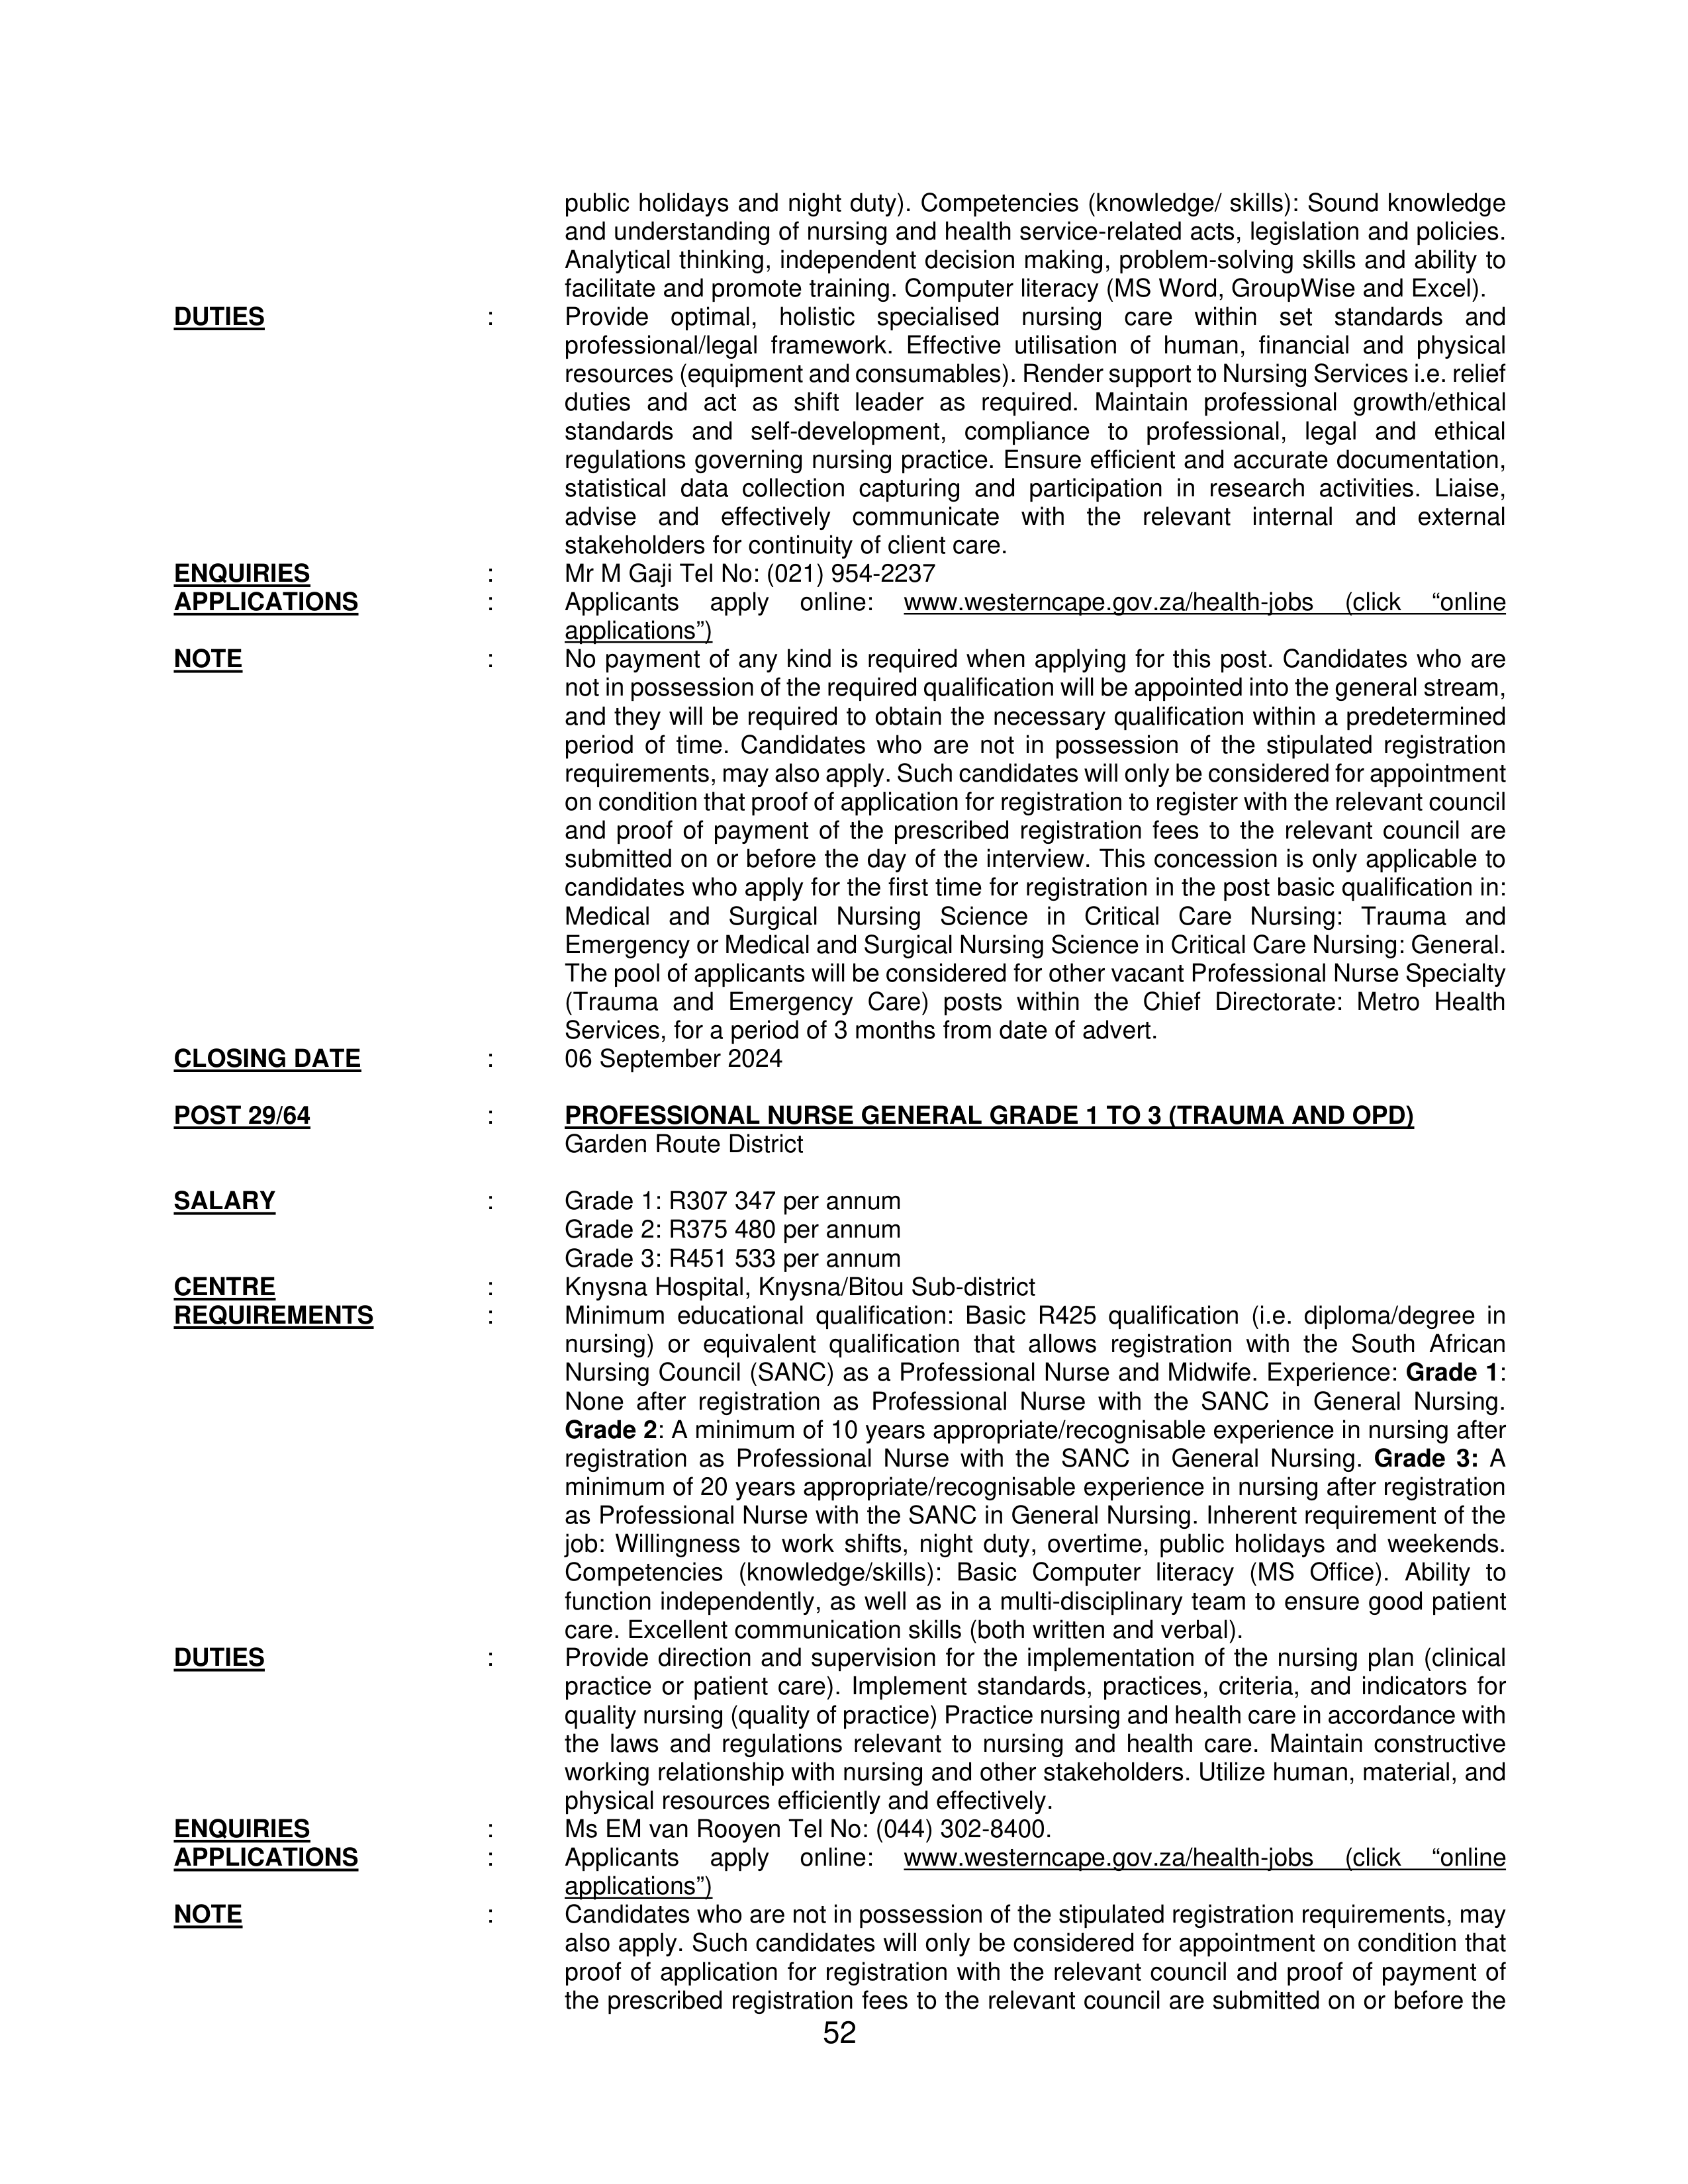 public holidays and night duty). Competencies (knowledge/ skills): Sound knowledge
and understanding of nursing and health service-related acts, legislation and policies.
Analytical thinking, independent decision making, problem-solving skills and ability to
facilitate and promote training. Computer literacy (MS Word, GroupWise and Excel).
DUTIES : Provide optimal, holistic specialised nursing care within set standards and
professional/legal framework. Effective utilisation of human, financial and physical
resources (equipment and consumables). Render support to Nursing Services i.e. relief
duties and act as shift leader as required. Maintain professional growth/ethical
standards and self-development, compliance to professional, legal and ethical
regulations governing nursing practice. Ensure efficient and accurate documentation,
statistical data collection capturing and participation in research activities. Liaise,
advise and effectively communicate with the relevant internal and external
stakeholders for continuity of client care.
ENQUIRIES : Mr M Gaji Tel No: (021) 954-2237
APPLICATIONS : Applicants apply online: www.westerncape.gov.za/health-jobs (click “online
applications”)
NOTE : No payment of any kind is required when applying for this post. Candidates who are
not in possession of the required qualification will be appointed into the general stream,
and they will be required to obtain the necessary qualification within a predetermined
period of time. Candidates who are not in possession of the stipulated registration
requirements, may also apply. Such candidates will only be considered for appointment
on condition that proof of application for registration to register with the relevant council
and proof of payment of the prescribed registration fees to the relevant council are
submitted on or before the day of the interview. This concession is only applicable to
candidates who apply for the first time for registration in the post basic qualification in:
Medical and Surgical Nursing Science in Critical Care Nursing: Trauma and
Emergency or Medical and Surgical Nursing Science in Critical Care Nursing: General.
The pool of applicants will be considered for other vacant Professional Nurse Specialty
(Trauma and Emergency Care) posts within the Chief Directorate: Metro Health
Services, for a period of 3 months from date of advert.
CLOSING DATE : 06 September 2024
POST 29/64 : PROFESSIONAL NURSE GENERAL GRADE 1 TO 3 (TRAUMA AND OPD)
Garden Route District
SALARY : Grade 1: R307 347 per annum
Grade 2: R375 480 per annum
Grade 3: R451 533 per annum
CENTRE : Knysna Hospital, Knysna/Bitou Sub-district
REQUIREMENTS : Minimum educational qualification: Basic R425 qualification (i.e. diploma/degree in
nursing) or equivalent qualification that allows registration with the South African
Nursing Council (SANC) as a Professional Nurse and Midwife. Experience: Grade 1:
None after registration as Professional Nurse with the SANC in General Nursing.
Grade 2: A minimum of 10 years appropriate/recognisable experience in nursing after
registration as Professional Nurse with the SANC in General Nursing. Grade 3: A
minimum of 20 years appropriate/recognisable experience in nursing after registration
as Professional Nurse with the SANC in General Nursing. Inherent requirement of the
job: Willingness to work shifts, night duty, overtime, public holidays and weekends.
Competencies (knowledge/skills): Basic Computer literacy (MS Office). Ability to
function independently, as well as in a multi-disciplinary team to ensure good patient
care. Excellent communication skills (both written and verbal).
DUTIES : Provide direction and supervision for the implementation of the nursing plan (clinical
practice or patient care). Implement standards, practices, criteria, and indicators for
quality nursing (quality of practice) Practice nursing and health care in accordance with
the laws and regulations relevant to nursing and health care. Maintain constructive
working relationship with nursing and other stakeholders. Utilize human, material, and
physical resources efficiently and effectively.
ENQUIRIES : Ms EM van Rooyen Tel No: (044) 302-8400.
APPLICATIONS : Applicants apply online: www.westerncape.gov.za/health-jobs (click “online
applications”)
NOTE : Candidates who are not in possession of the stipulated registration requirements, may
also apply. Such candidates will only be considered for appointment on condition that
proof of application for registration with the relevant council and proof of payment of
the prescribed registration fees to the relevant council are submitted on or before the
52